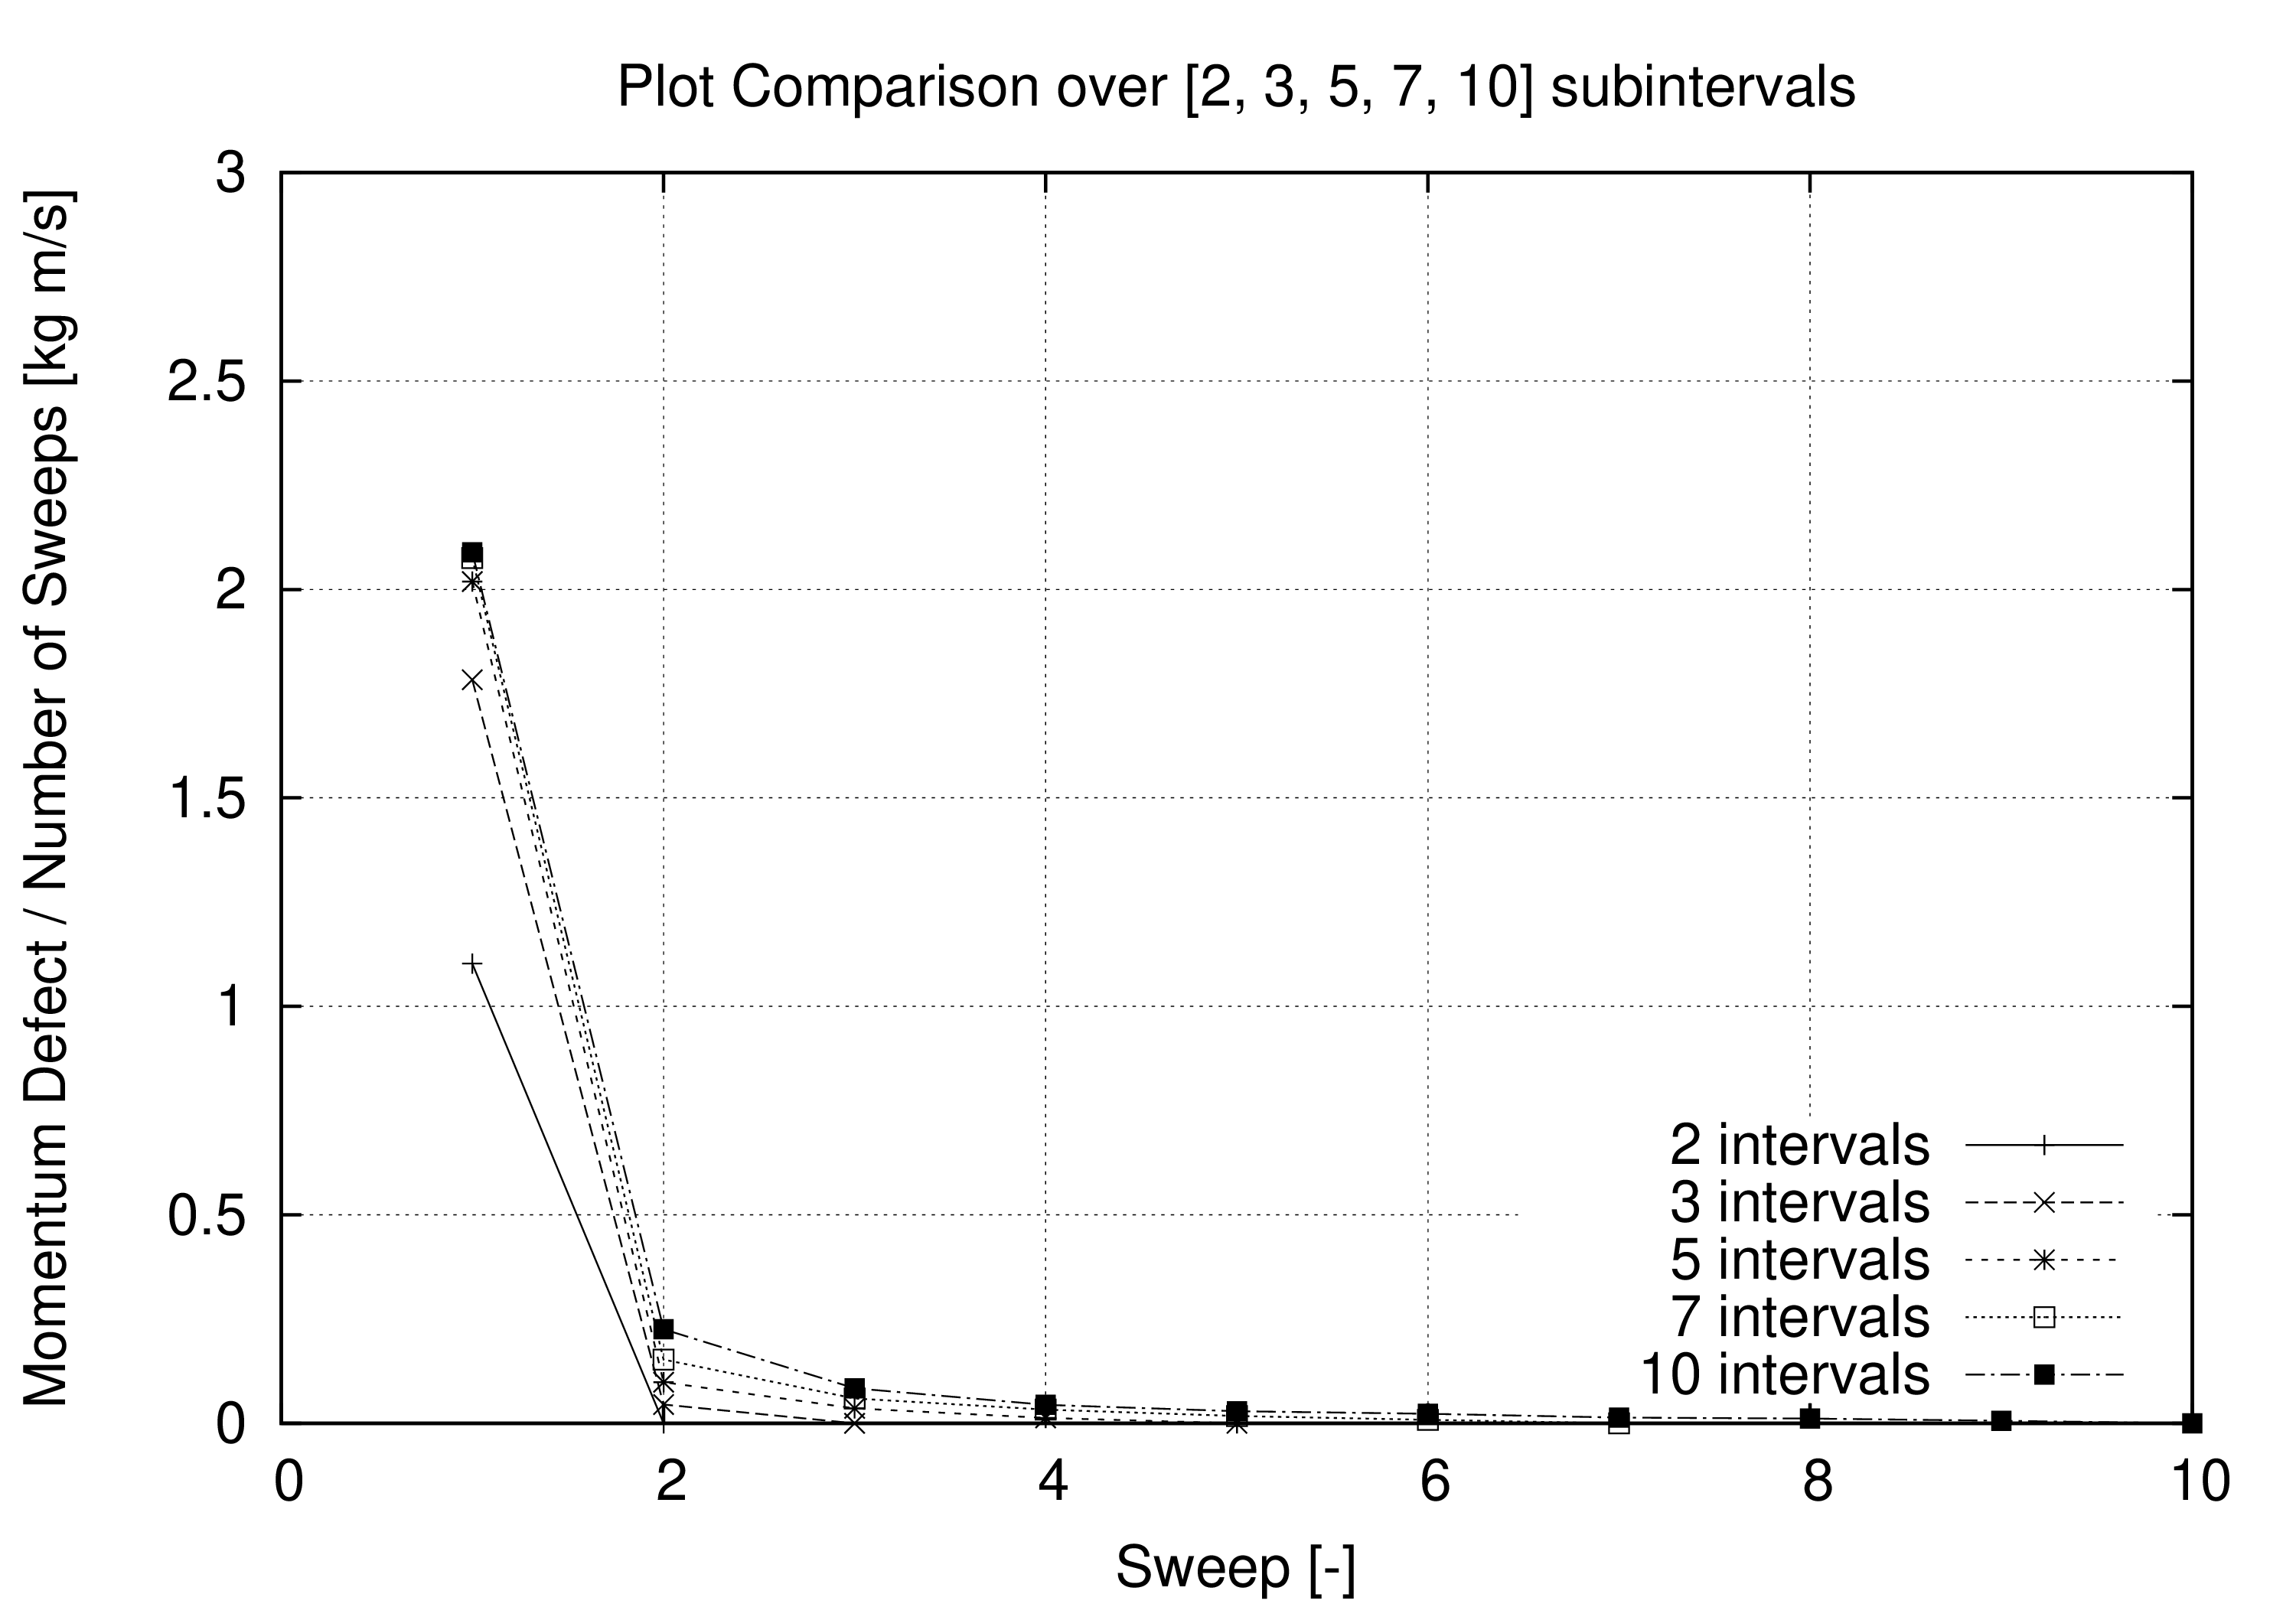 Plot Comparison over [2, 3, 5, 7, 10] subintervals
Momentum Defect / Number of Sweeps [kg m/s]
3
2.5
2
1.5
1
0.5
0
2 intervals
3 intervals
5 intervals
7 intervals
10 intervals
0 2 4 6 8 10
Sweep [-]